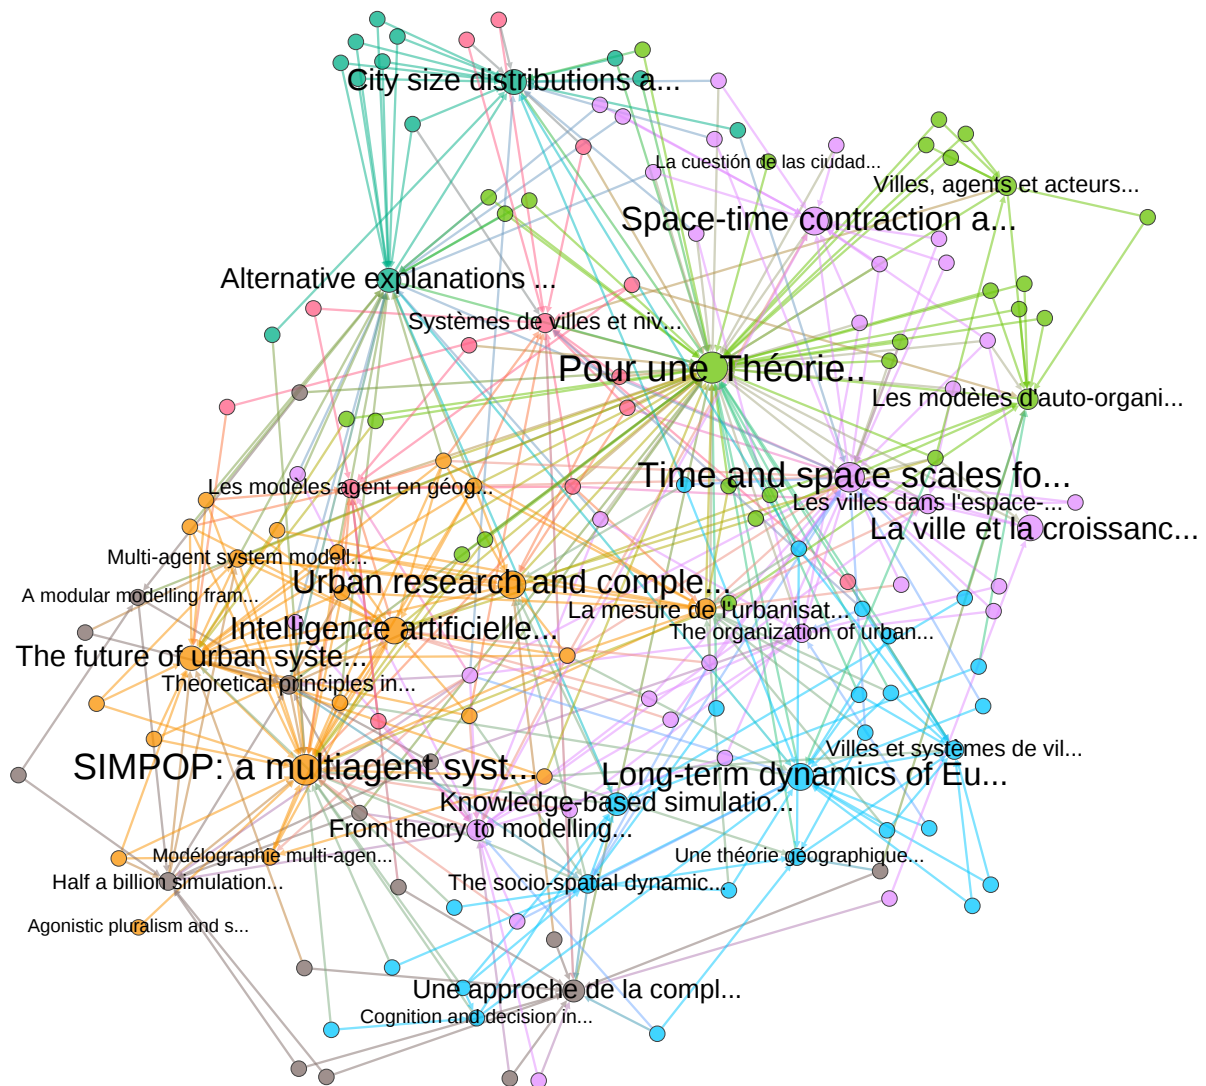 City size distributions a...
La cuestión de las ciudad...
Villes, agents et acteurs...
Space-time contraction a...
Alternative explanations ...
Systèmes de villes et niv...
Pour une Théorie..
Les modèles d'auto-organi...
Time and space scales fo...
Les modèles agent en géog...
Les villes dans l'espace-...
La ville et la croissanc...
Multi-agent system modell...
Urban research and comple...
A modular modelling fram...
La mesure de l'urbanisat...
Intelligence artificielle...
The organization of urban...
The future of urban syste...
Theoretical principles in...
Villes et systèmes de vil...
SIMPOP: a multiagent syst...
Long-term dynamics of Eu...
Knowledge-based simulatio...
From theory to modelling...
Modélographie multi-agen...
Une théorie géographique...
Half a billion simulation...
The socio-spatial dynamic...
Agonistic pluralism and s...
Une approche de la compl...
Cognition and decision in...